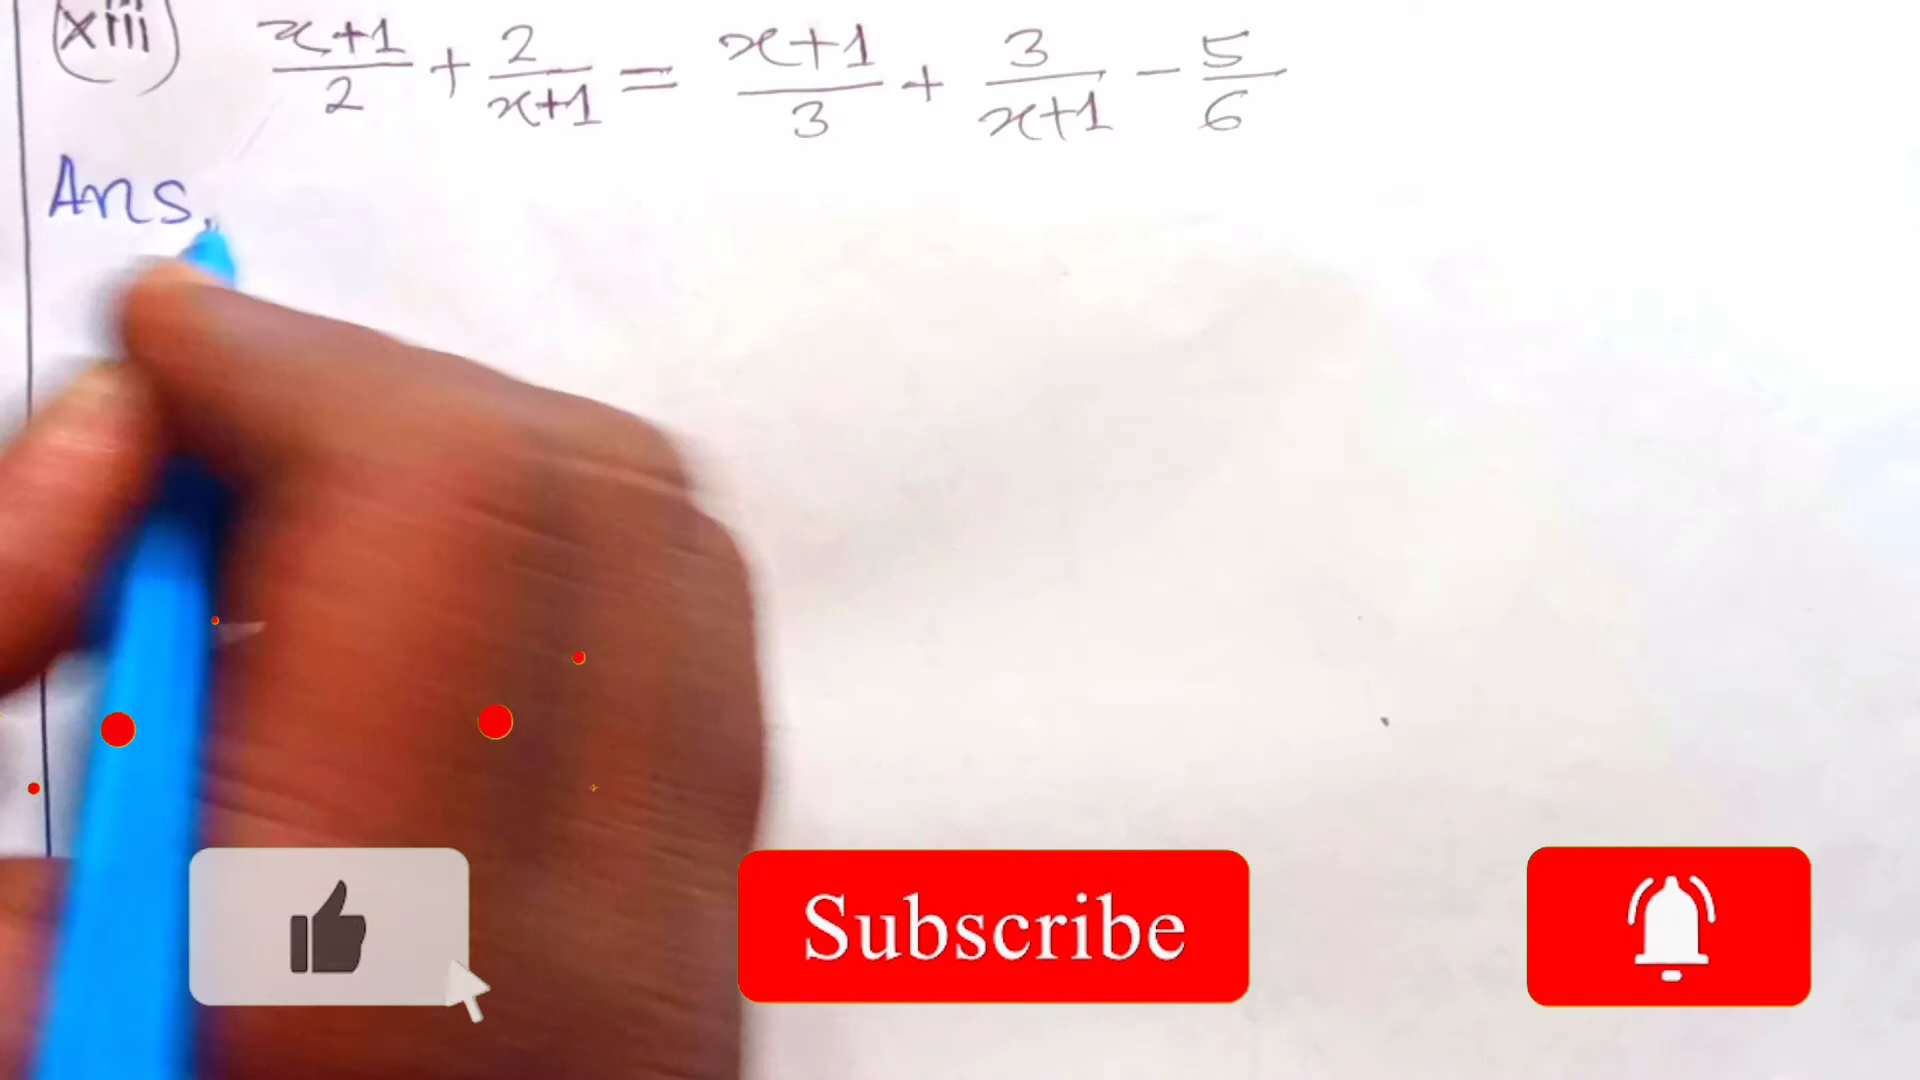 (xiii) x+1/2 + 2/x+1 = x+1/3 + 3/x+1 - 5/6
Ans.
Subscribe